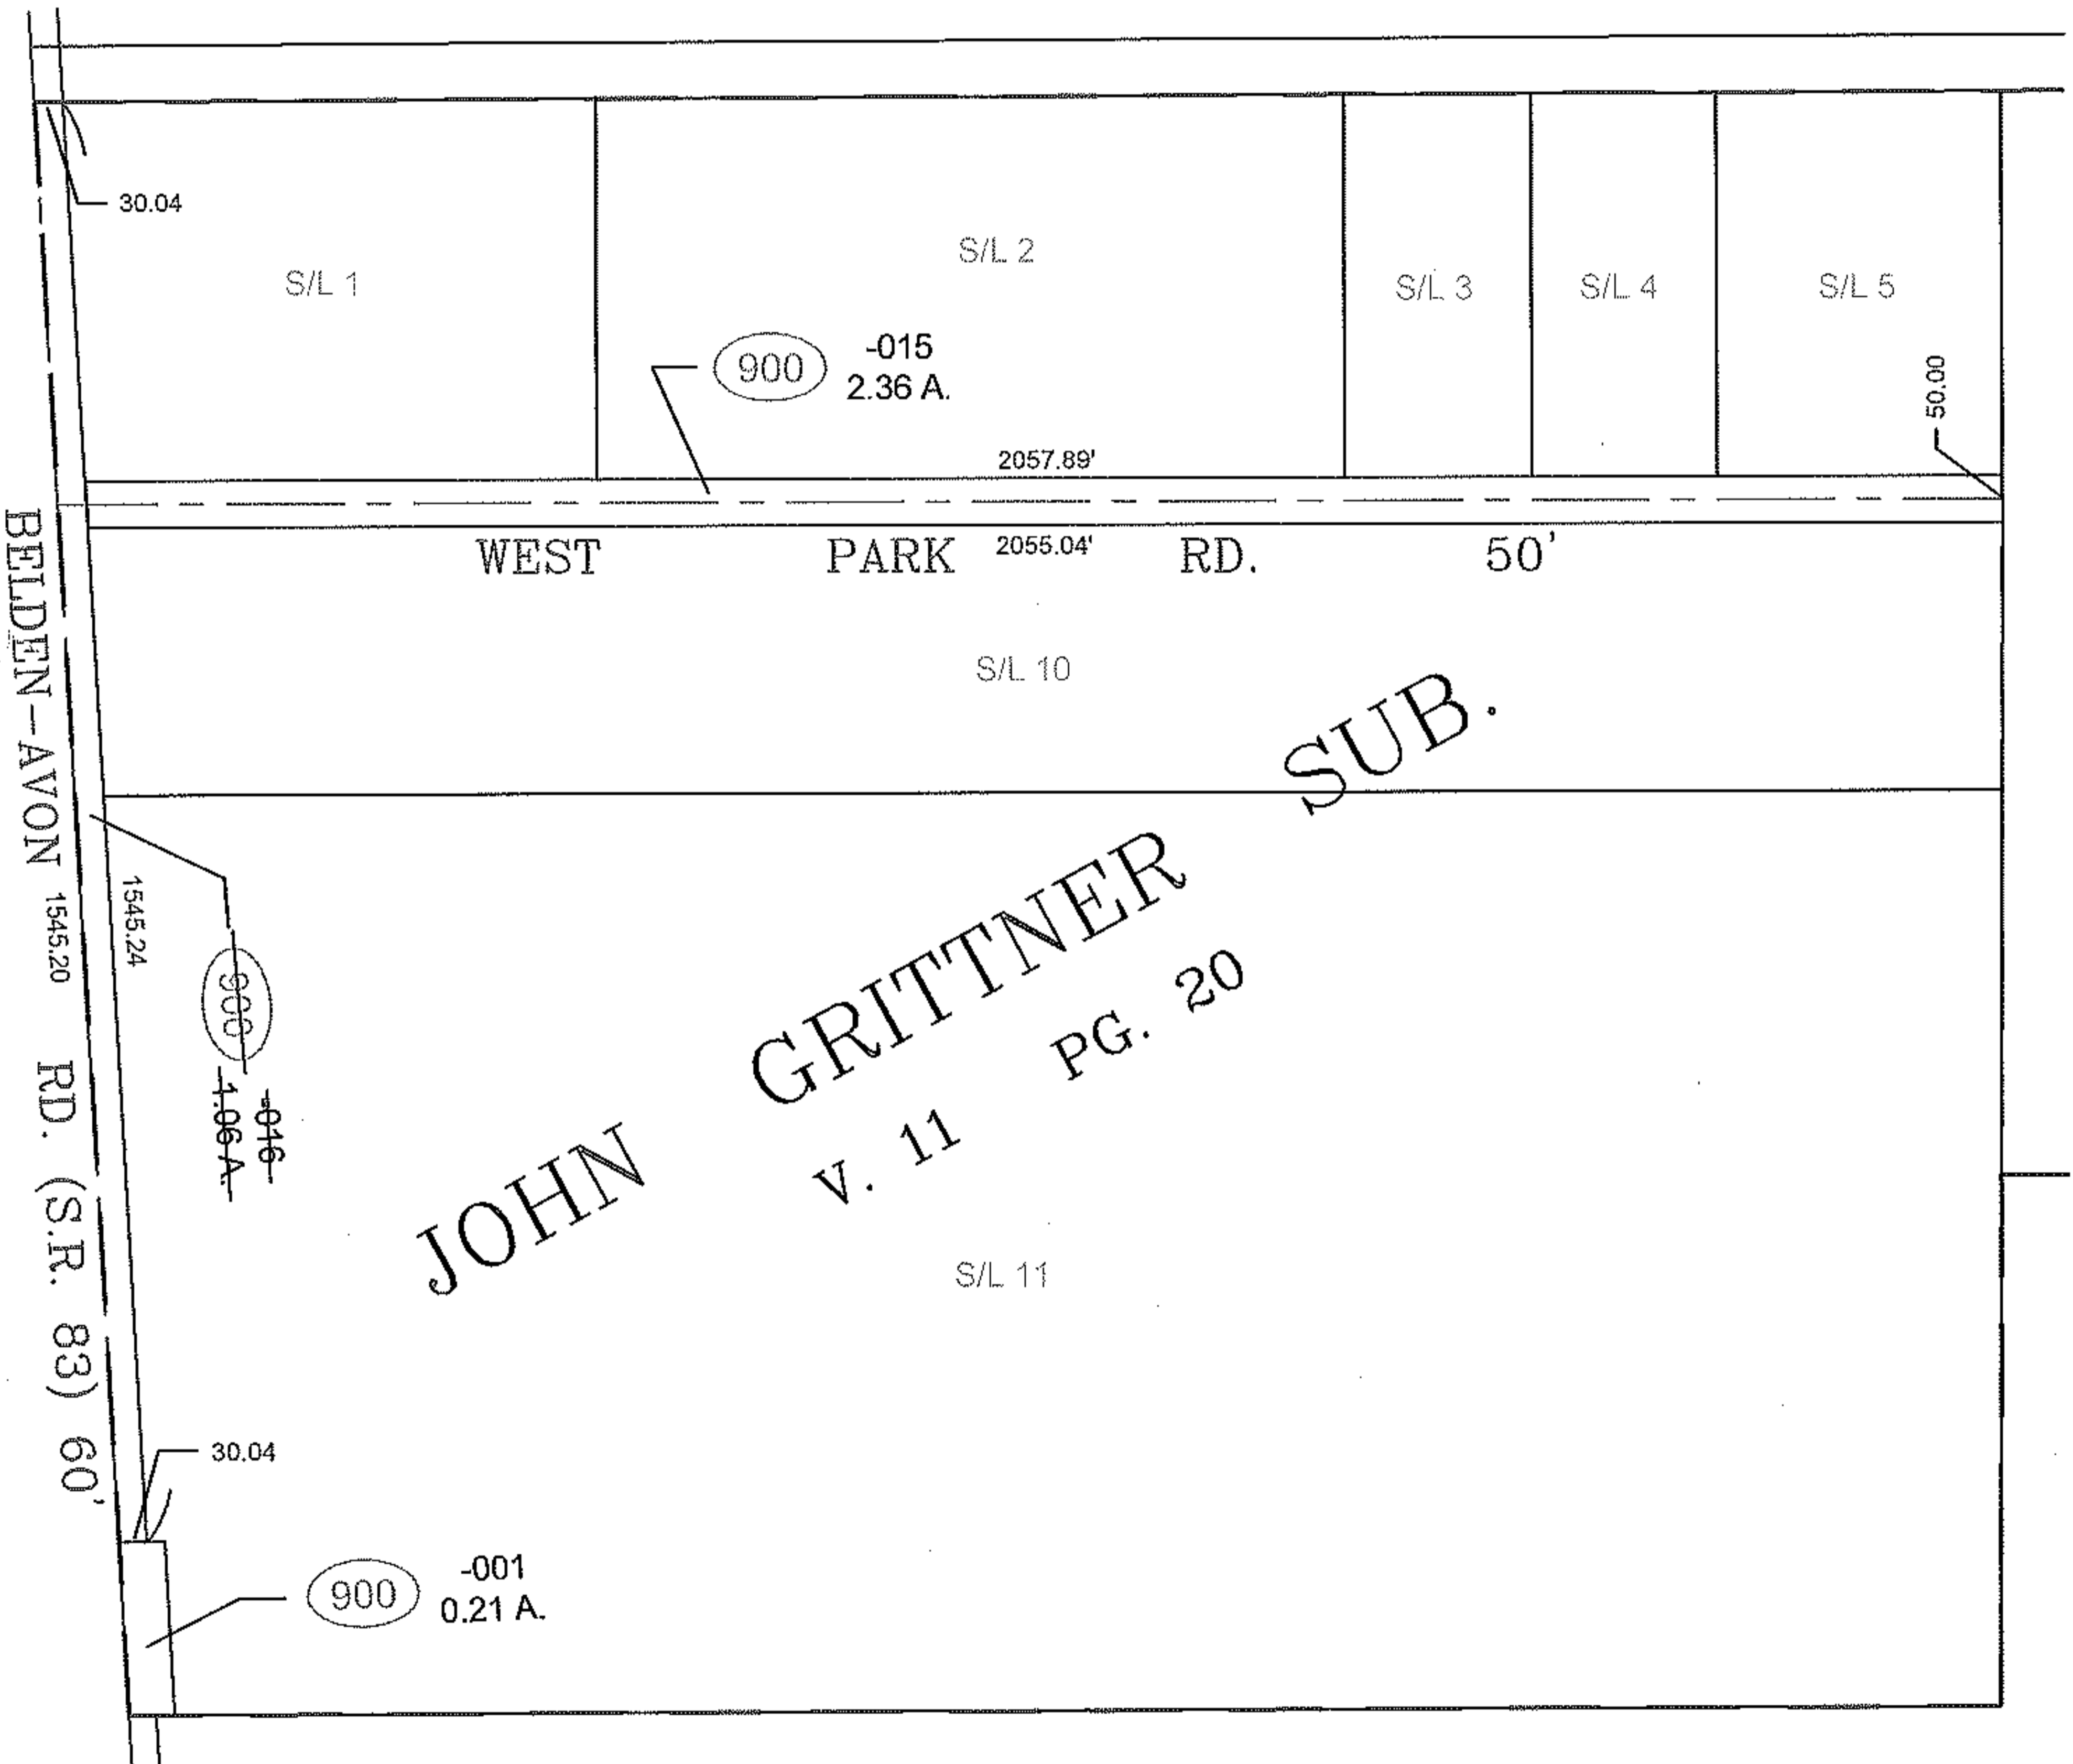 30.04
S/L 1
S/L 2
S/L 3
S/L 4
S/L 5
900
-015
2.36 A.
50.00
2057.89'
WEST PARK RD. 50'
2055.04'
S/L 10
BELDEN-AVON RD. (S.R. 83) 60'
1545.20
1545.24
900
-016
1.06 A.
JOHN GRITTNER SUB.
V. 11 PG. 20
S/L 11
30.04
900
-001
0.21 A.